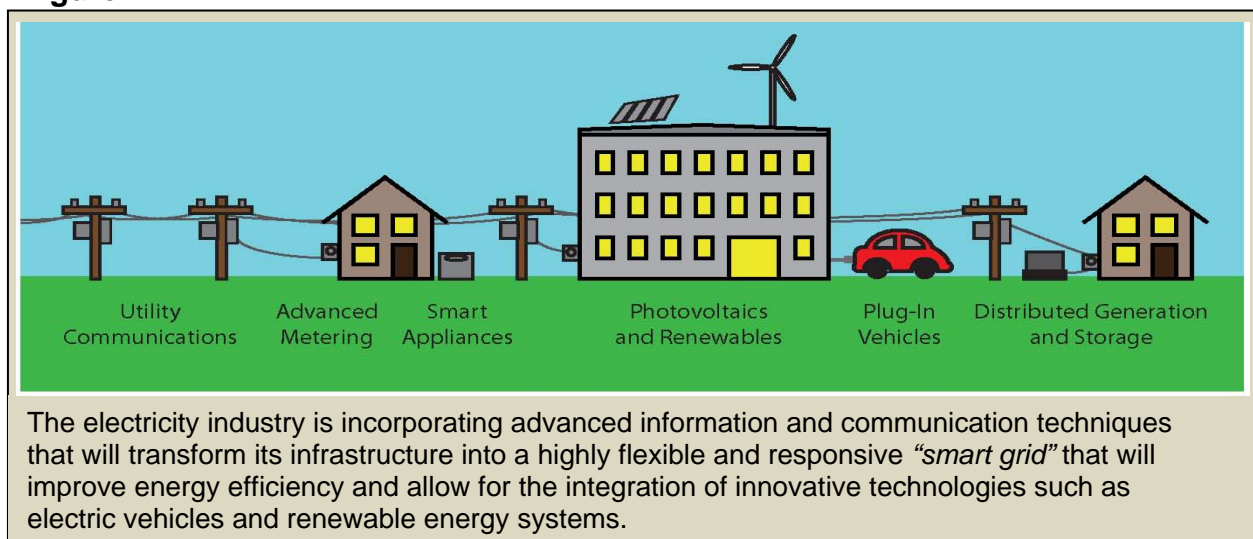 Utility
Communications
Advanced
Metering
Smart
Appliances
Photovoltaics
and Renewables
Plug-In
Vehicles
Distributed Generation
and Storage
The electricity industry is incorporating advanced information and communication techniques
that will transform its infrastructure into a highly flexible and responsive “smart grid” that will
improve energy efficiency and allow for the integration of innovative technologies such as
electric vehicles and renewable energy systems.